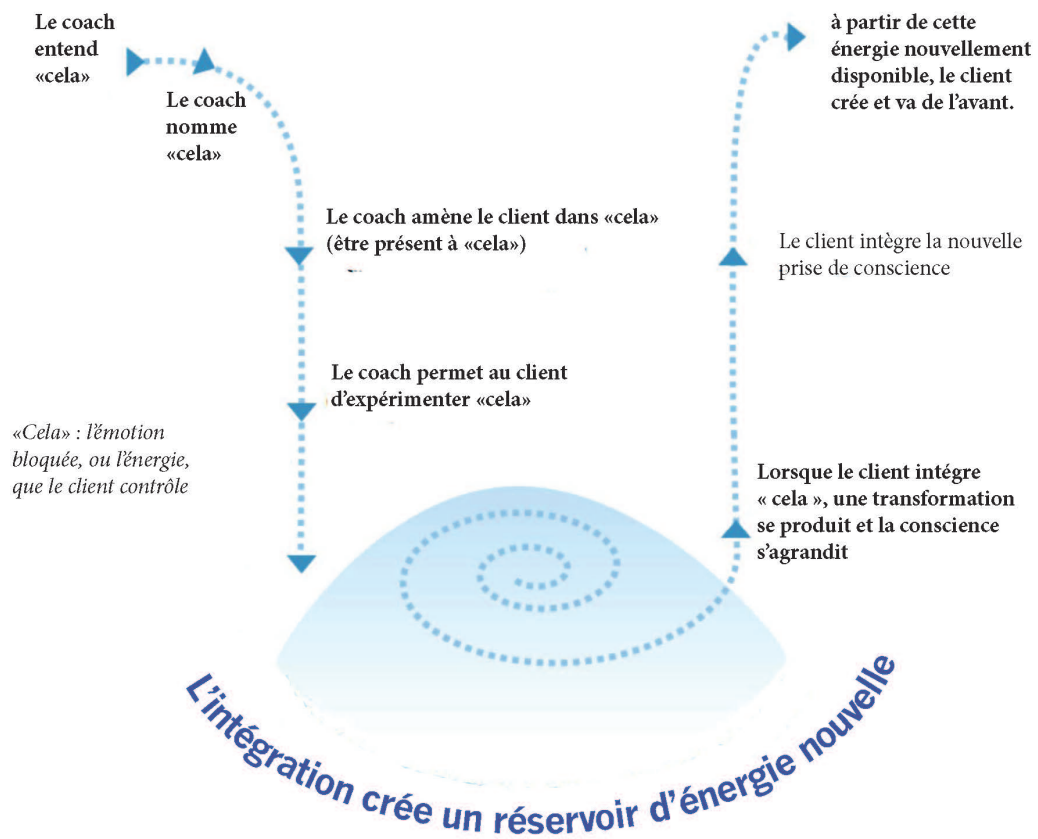 Le coach
entend
«cela»
Le coach
nomme
«cela»
Le coach amène le client dans «cela»
(être présent à «cela»)
Le coach permet au client
d'expérimenter «cela»
«Cela» : l'émotion
bloquée, ou l'énergie,
que le client contrôle
L'intégration crée un réservoir d'énergie nouvelle
Lorsque le client intégre
« cela », une transformation
se produit et la conscience
s'agrandit
Le client intègre la nouvelle
prise de conscience
à partir de cette
énergie nouvellement
disponible, le client
crée et va de l'avant.